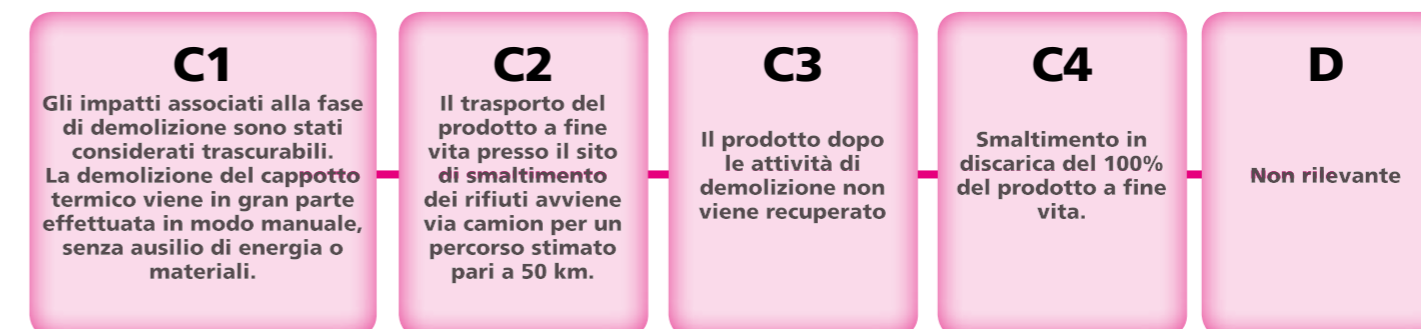 C1
Gli impatti associati alla fase
di demolizione sono stati
considerati trascurabili.
La demolizione del cappotto
termico viene in gran parte
effettuata in modo manuale,
senza ausilio di energia o
materiali.
C2
Il trasporto del
prodotto a fine
vita presso il sito
di smaltimento
dei rifiuti avviene
via camion per un
percorso stimato
pari a 50 km.
C3
Il prodotto dopo
le attività di
demolizione non
viene recuperato
C4
Smaltimento in
discarica del 100%
del prodotto a fine
vita.
D
Non rilevante